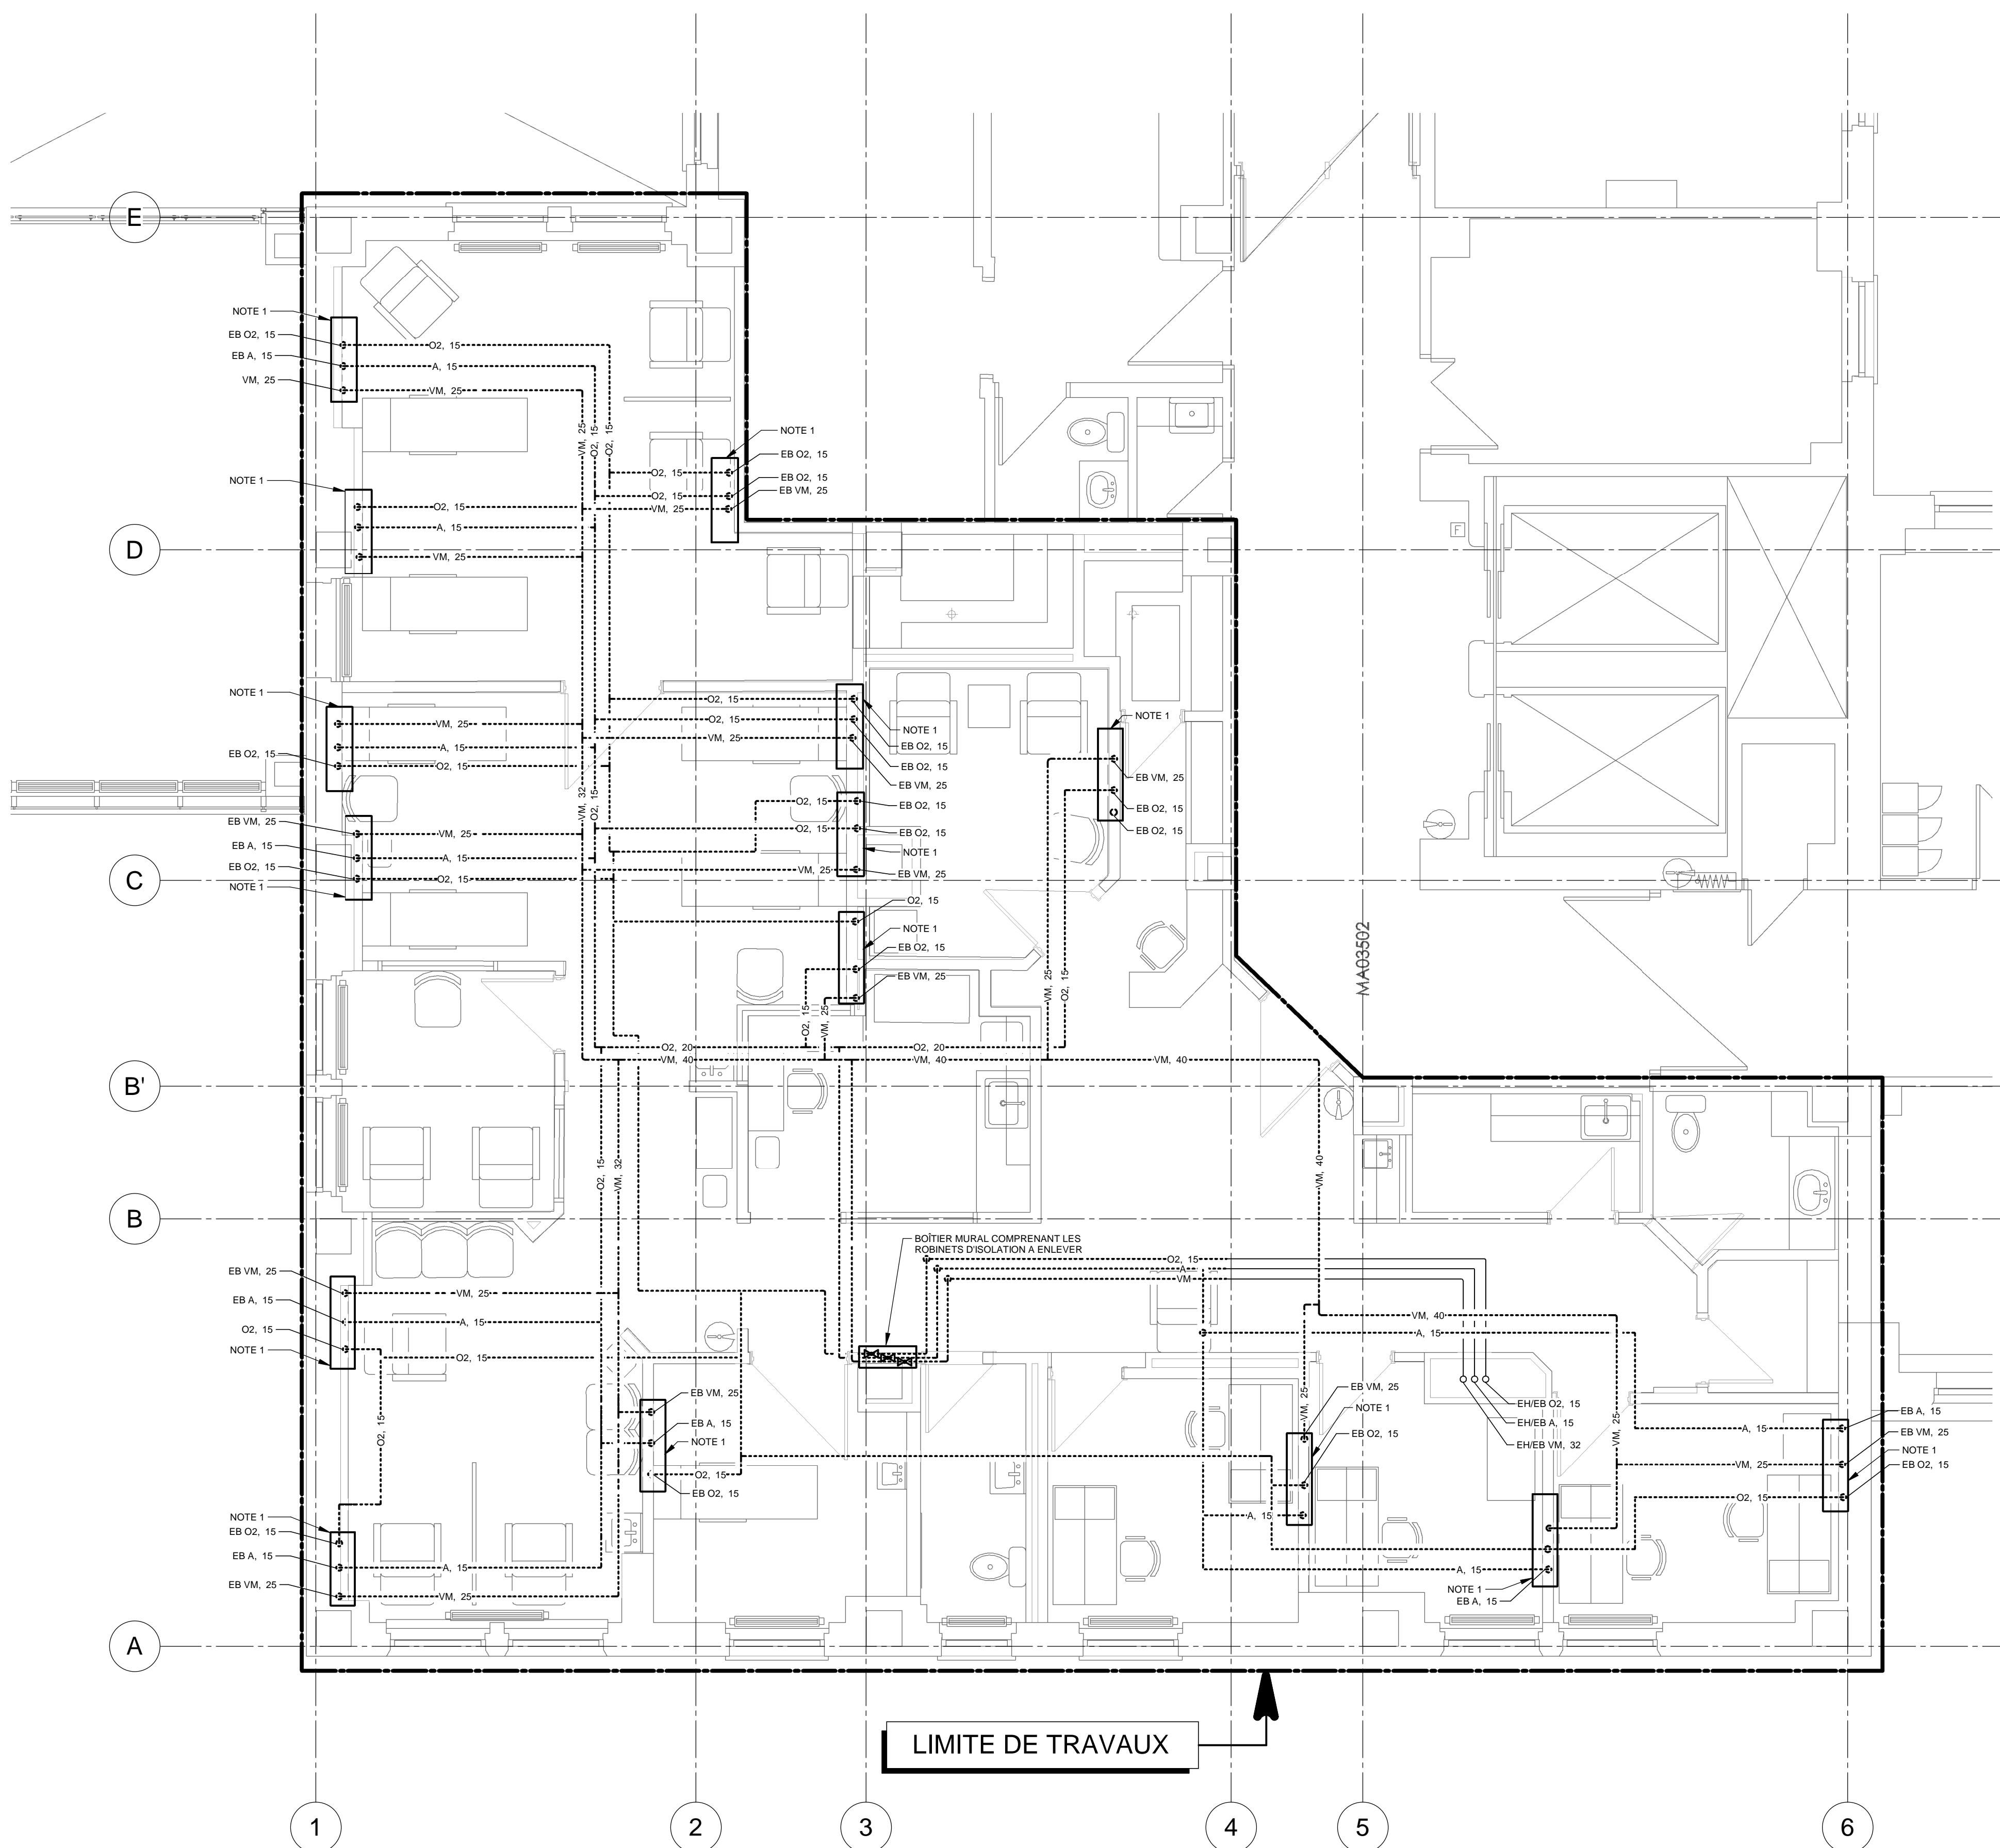 E
NOTE 1
EB O2, 15
EB A, 15
VM, 25
O2, 15
A, 15
VM, 25
VM, 25
O2, 15
O2, 15
NOTE 1
EB O2, 15
EB O2, 15
EB VM, 25
O2, 15
O2, 15
VM, 25
NOTE 1
O2, 15
A, 15
VM, 25
D
F
NOTE 1
EB O2, 15
VM, 25
A, 15
O2, 15
O2, 15
O2, 15
VM, 25
NOTE 1
EB O2, 15
EB O2, 15
EB VM, 25
NOTE 1
EB VM, 25
EB O2, 15
EB O2, 15
VM, 32
O2, 15
O2, 15
O2, 15
VM, 25
EB O2, 15
EB O2, 15
NOTE 1
EB VM, 25
EB VM, 25
EB A, 15
EB O2, 15
NOTE 1
VM, 25
A, 15
O2, 15
C
O2, 15
NOTE 1
EB O2, 15
EB VM, 25
MA03502
O2, 15
VM, 25
VM, 25
O2, 15
O2, 20
VM, 40
O2, 20
VM, 40
VM, 40
B'
O2, 15
VM, 32
VM, 40
B
BOÎTIER MURAL COMPRENANT LES
ROBINETS D'ISOLATION A ENLEVER
O2, 15
A
VM
EB VM, 25
EB A, 15
O2, 15
NOTE 1
VM, 25
A, 15
O2, 15
VM, 40
A, 15
O2, 15
EB VM, 25
EB A, 15
NOTE 1
O2, 15
EB O2, 15
VM, 25
EB VM, 25
NOTE 1
EB O2, 15
A, 15
EH/EB O2, 15
EH/EB A, 15
EH/EB VM, 32
VM, 25
A, 15
VM, 25
O2, 15
EB A, 15
EB VM, 25
NOTE 1
EB O2, 15
NOTE 1
EB O2, 15
EB A, 15
EB VM, 25
A, 15
VM, 25
A, 15
NOTE 1
EB A, 15
A
LIMITE DE TRAVAUX
1
2
3
4
5
6